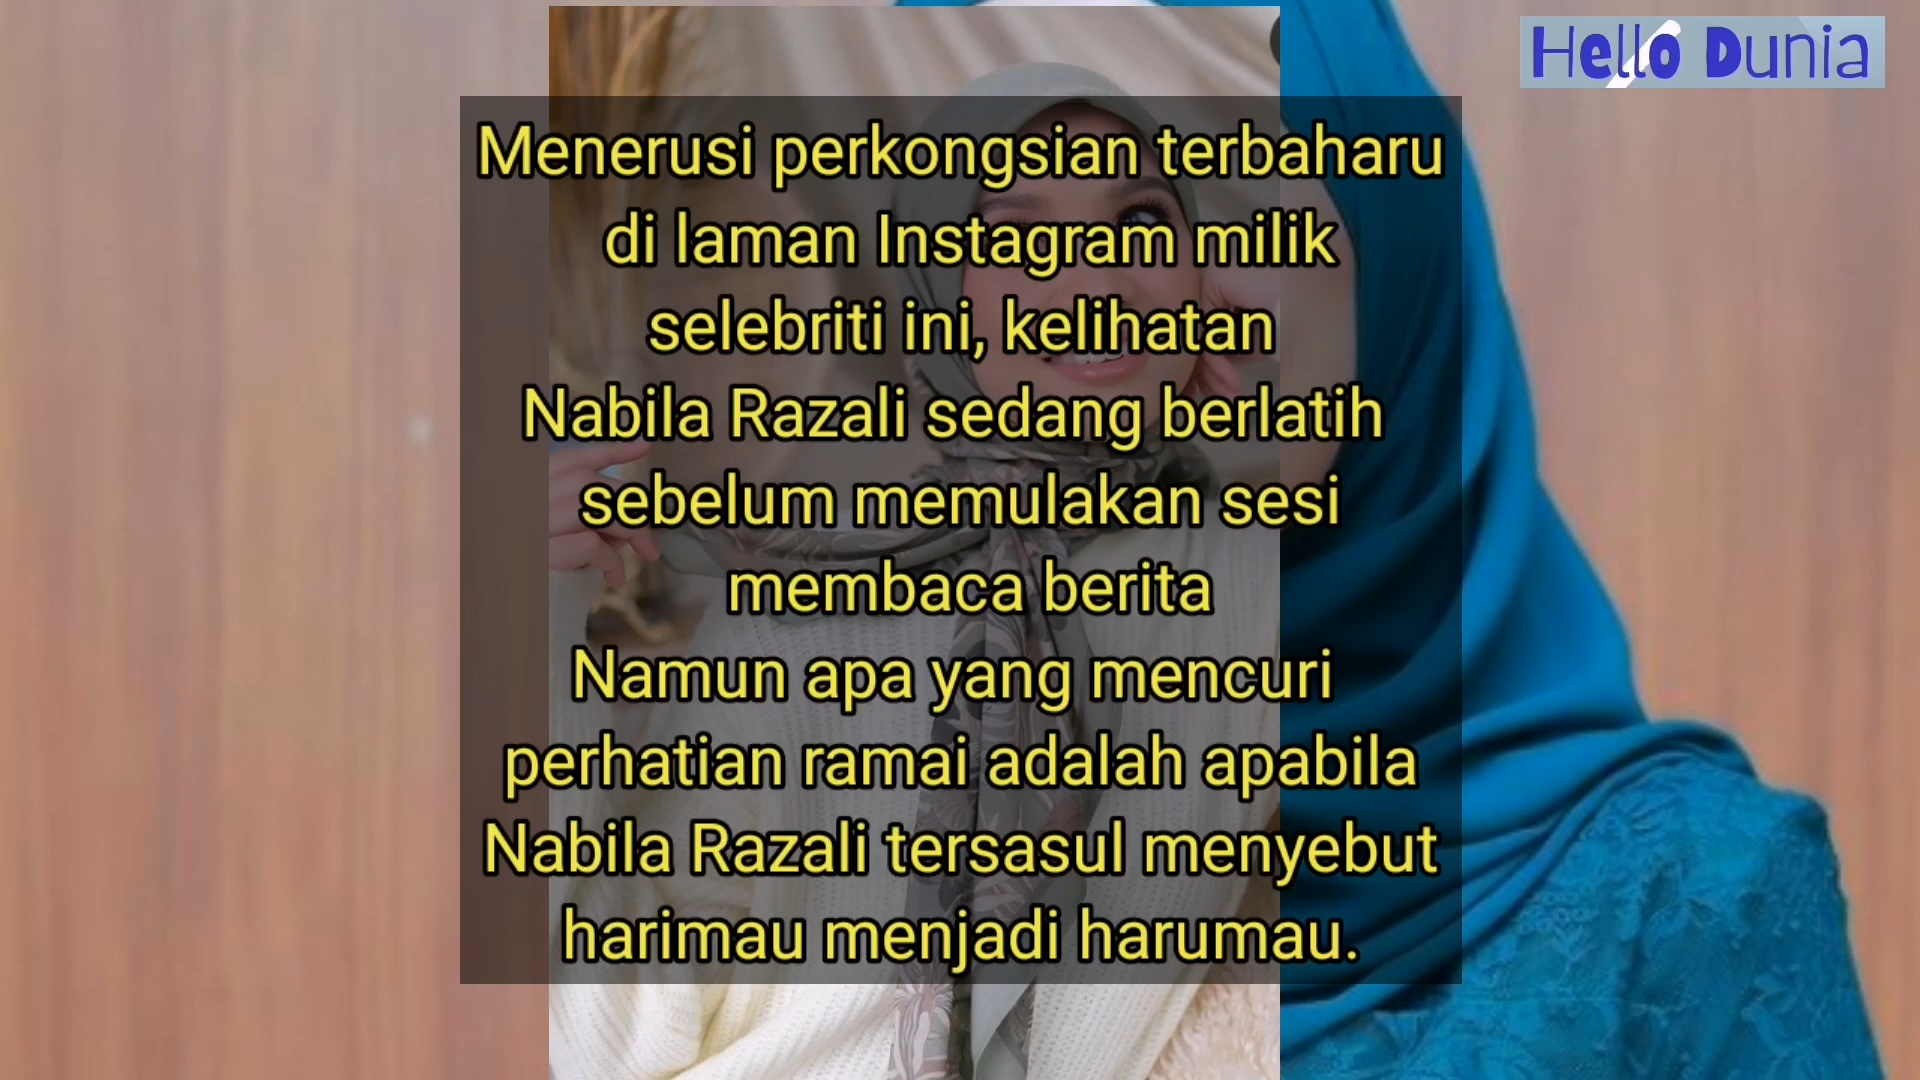 Hello Dunia
Menerusi perkongsian terbaharu
di laman Instagram milik
selebriti ini, kelihatan
Nabila Razali sedang berlatih
sebelum memulakan sesi
membaca berita
Namun apa yang mencuri
perhatian ramai adalah apabila
Nabila Razali tersasul menyebut
harimau menjadi harumau.